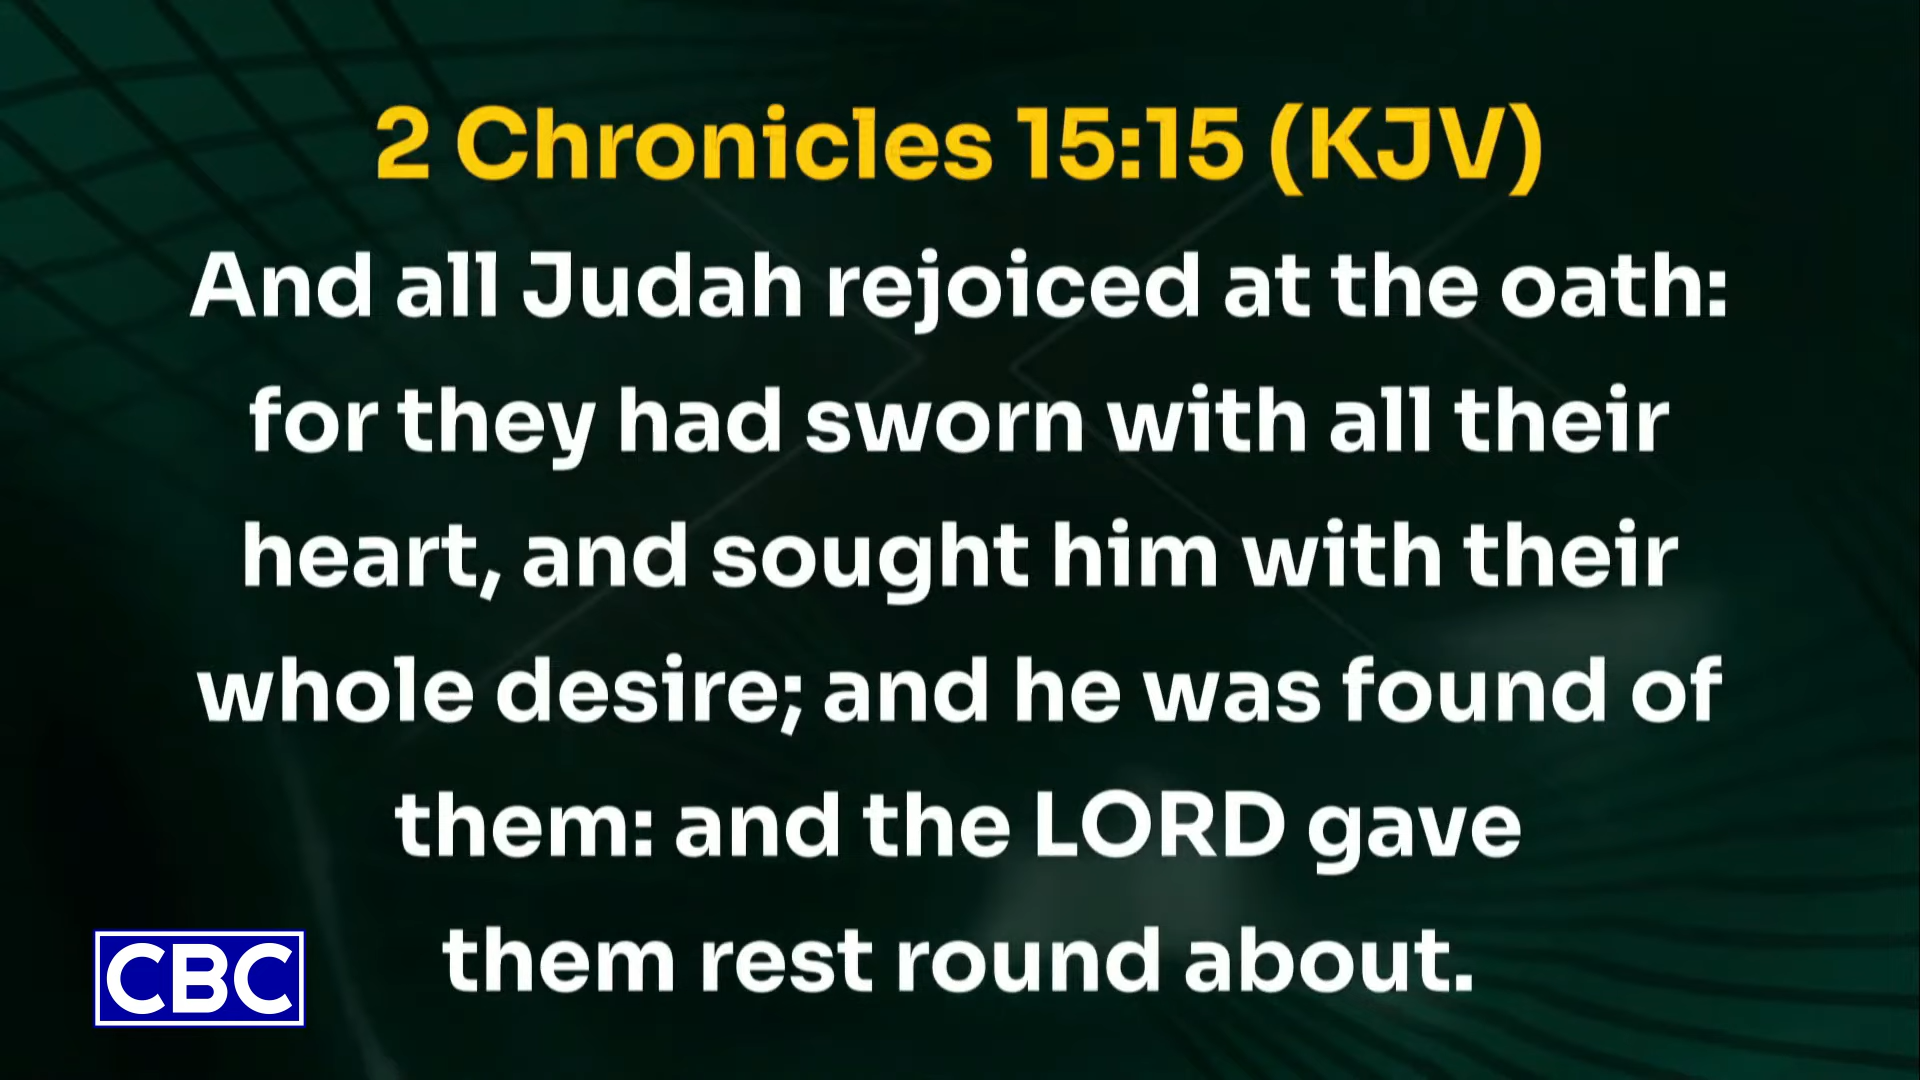 2 Chronicles 15:15 (KJV)
And all Judah rejoiced at the oath:
for they had sworn with all their
heart, and sought him with their
whole desire; and he was found of
them: and the LORD gave
them rest round about.
CBC